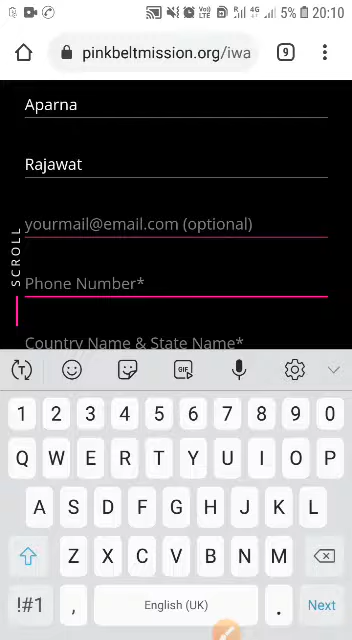 5% 20:10
pinkbeltmission.org/iwa
9
Aparna
Rajawat
yourmail@email.com (optional)
SCROLL
Phone Number*
Country Name & State Name*
GIF
1 2 3 4 5 6 7 8 9 0
Q W E R T Y U I O P
A S D F G H J K L
Z X C V B N M
!#1 , English (UK) . Next